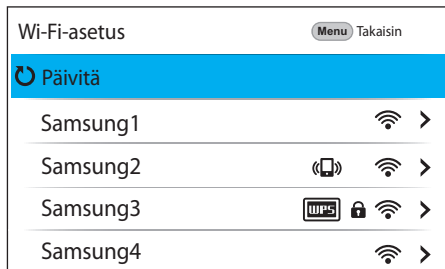 Wi-Fi-asetus Menu Takaisin
Päivitä
Samsung1
Samsung2
Samsung3 WPS
Samsung4